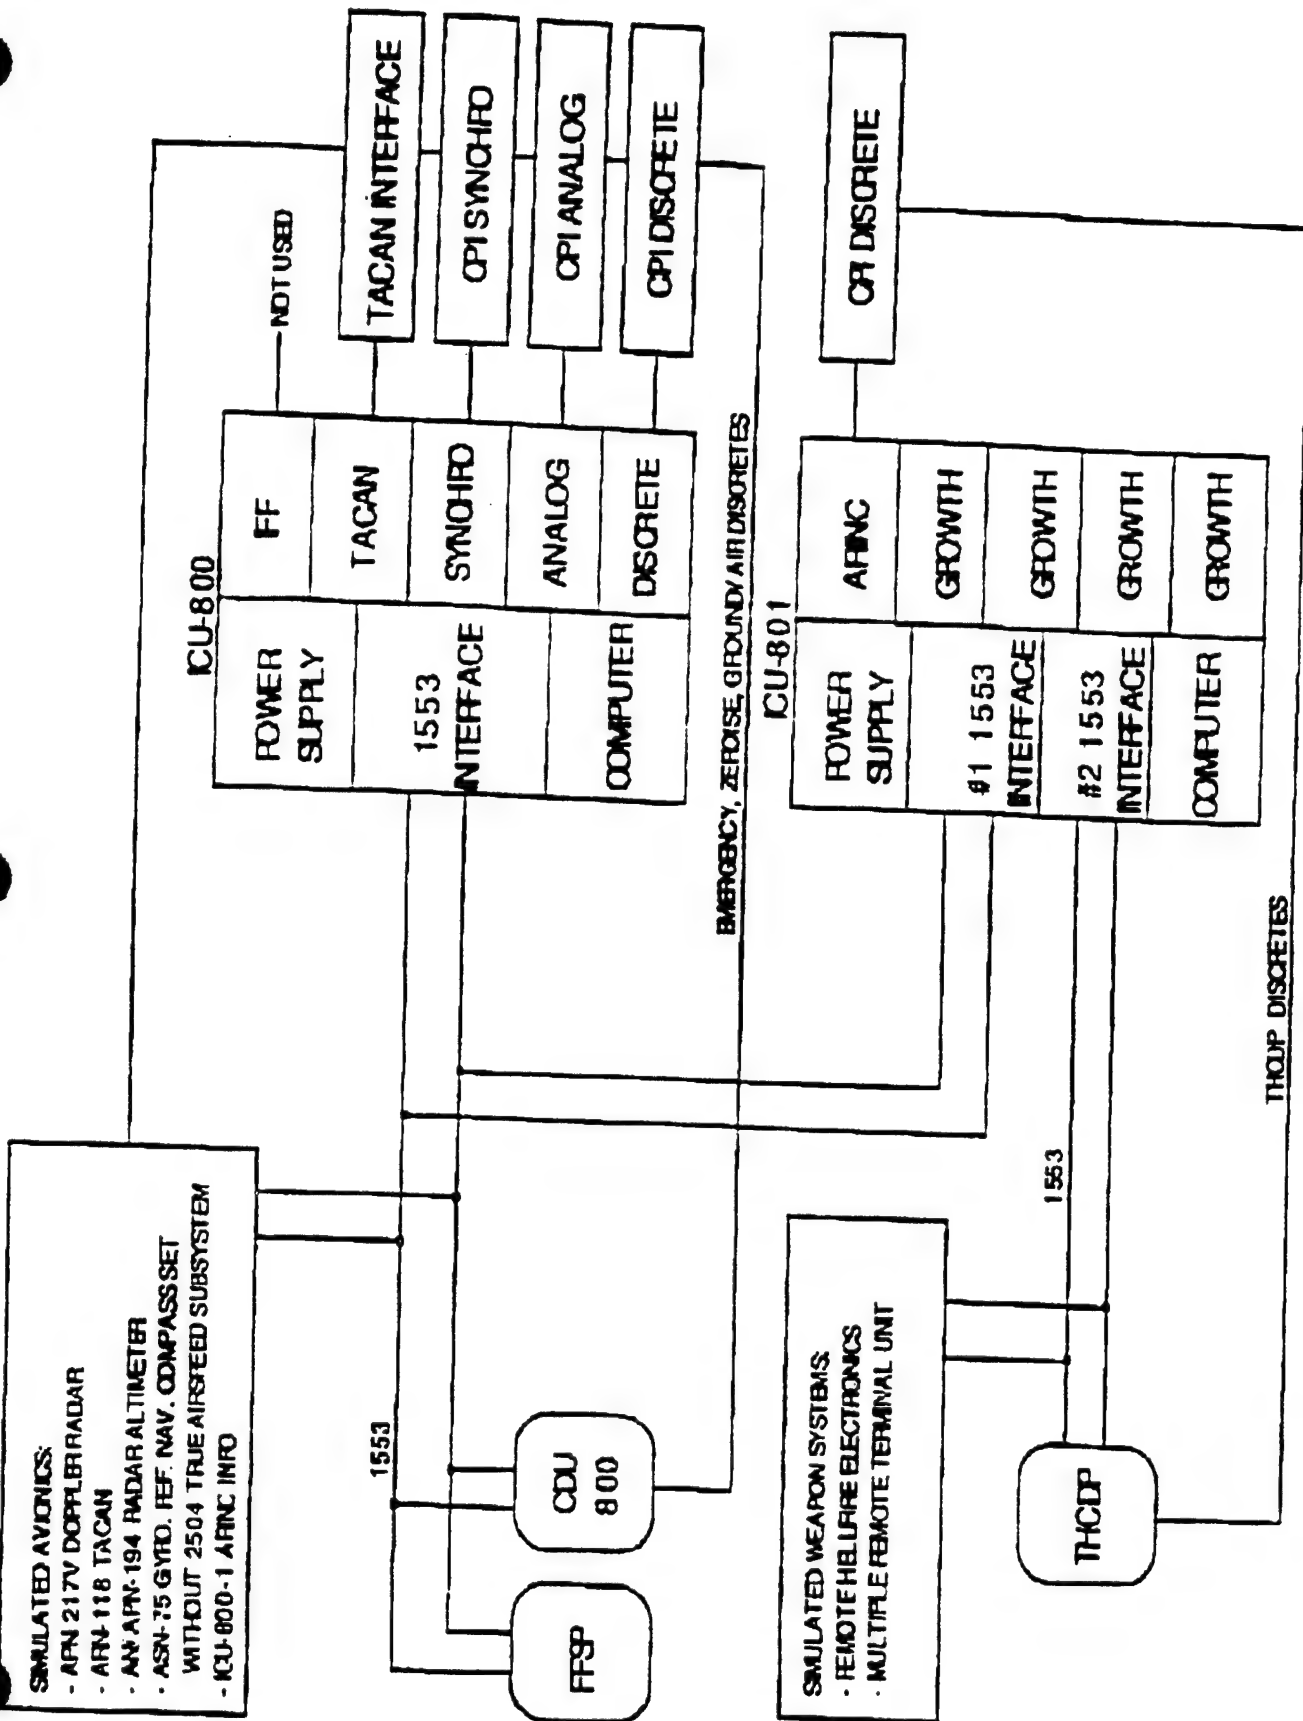 SIMULATED AVIONICS:
- APN 217V DOPPLER RADAR
- ARN-118 TACAN
- AN/APN-194 RADAR ALTIMETER
- ASN-75 GYRO. REF. NAV. COMPASS SET
WITHOUT 2504 TRUE AIRSPEED SUBSYSTEM
- ICU-800-1 ARINC INFO
1553
FFSP
CDU
800
ICU-800
POWER
SUPPLY
1553
INTERFACE
COMPUTER
IFF
TACAN
SYNCHRO
ANALOG
DISCRETE
NOT USED
TACAN INTERFACE
CPI SYNCHRO
CPI ANALOG
CPI DISCRETE
EMERGENCY, ZEROISE, GROUND/AIR DISCRETES
SIMULATED WEAPON SYSTEMS:
- REMOTE HELLFIRE ELECTRONICS
- MULTIPLE REMOTE TERMINAL UNIT
1553
THCDP
ICU-801
POWER
SUPPLY
#1 1553
INTERFACE
#2 1553
INTERFACE
COMPUTER
ARINC
GROWTH
GROWTH
GROWTH
GROWTH
CPI DISCRETE
THCDP DISCRETES